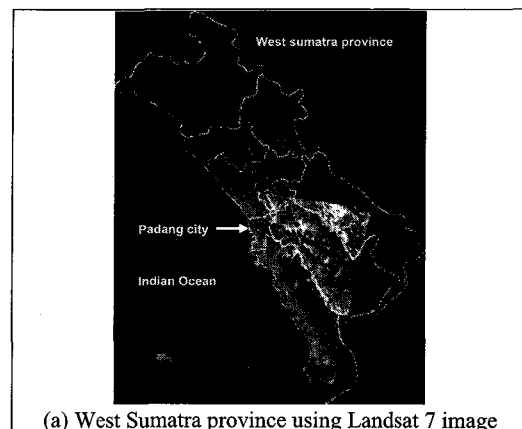 West sumatra province
Padang city
Indian Ocean
(a) West Sumatra province using Landsat 7 image